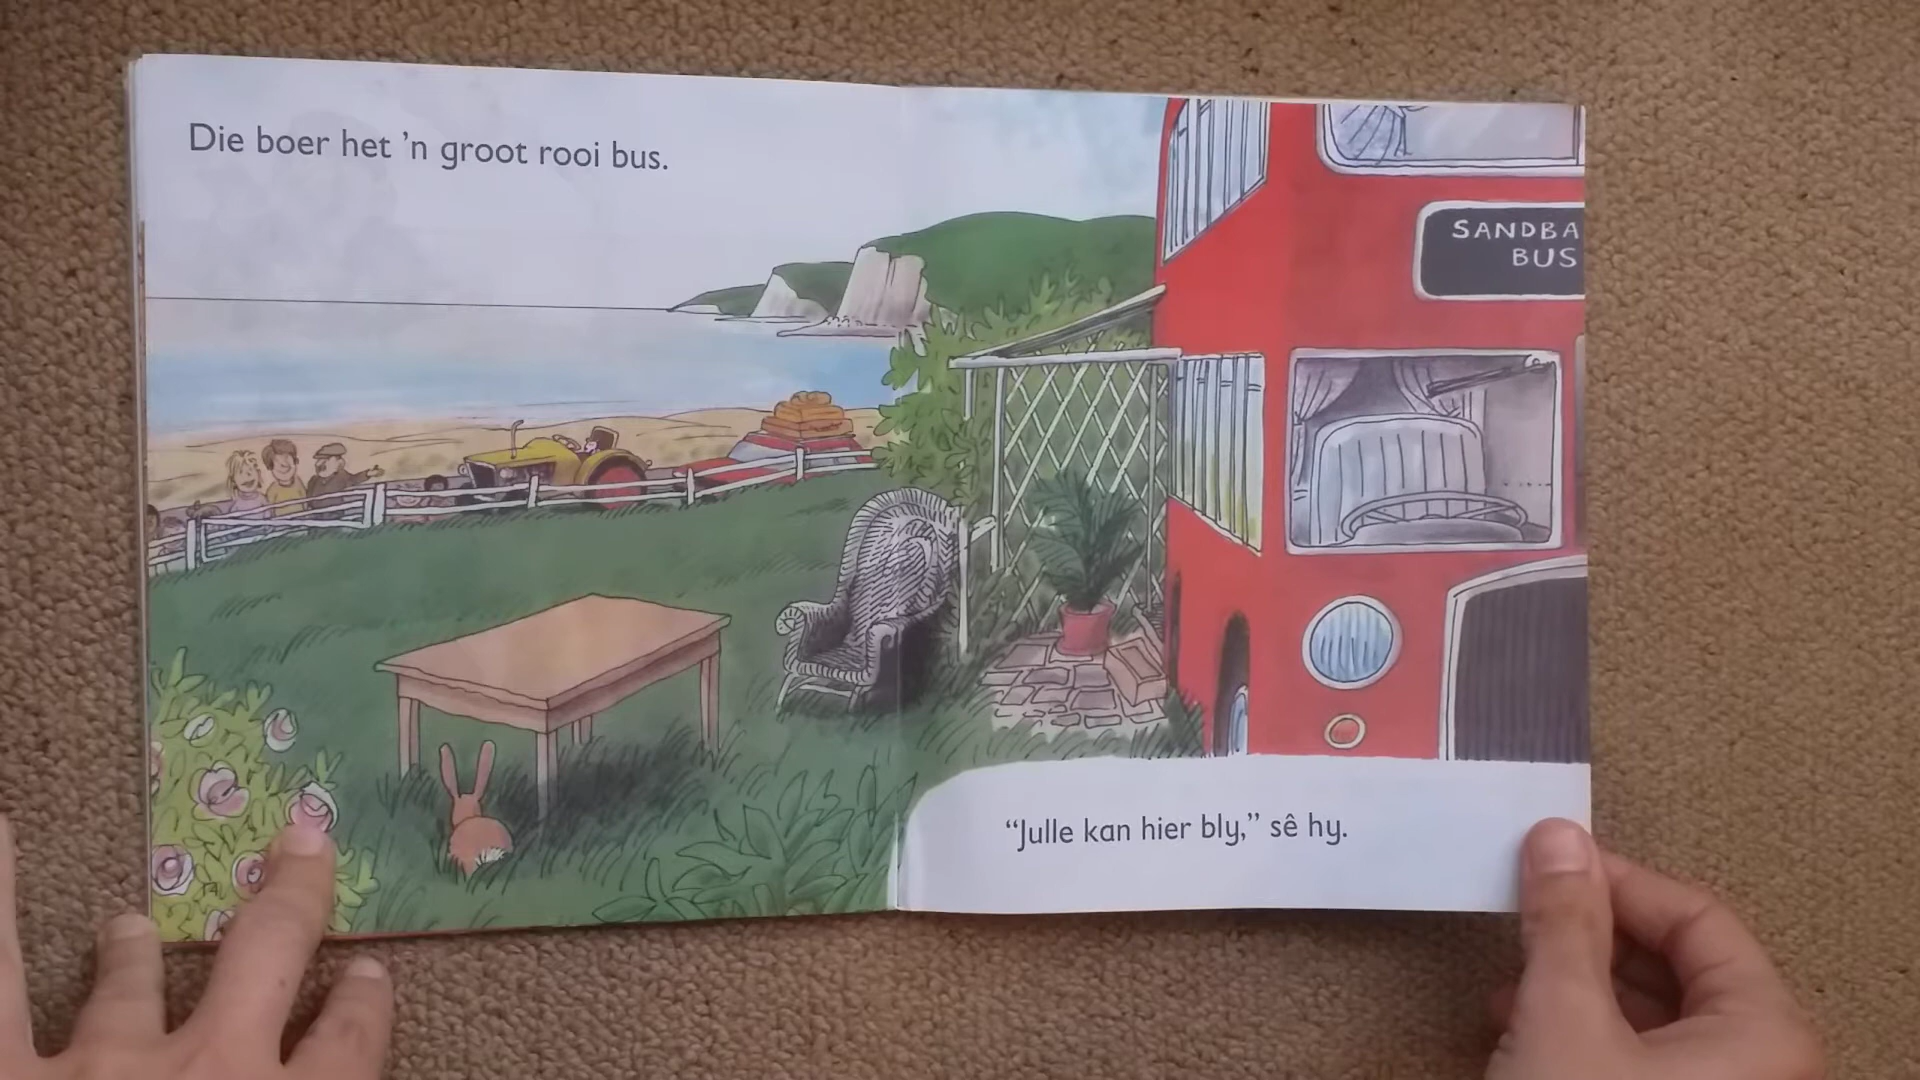 Die boer het ’n groot rooi bus.
SANDBA
BUS
“Julle kan hier bly,” sê hy.